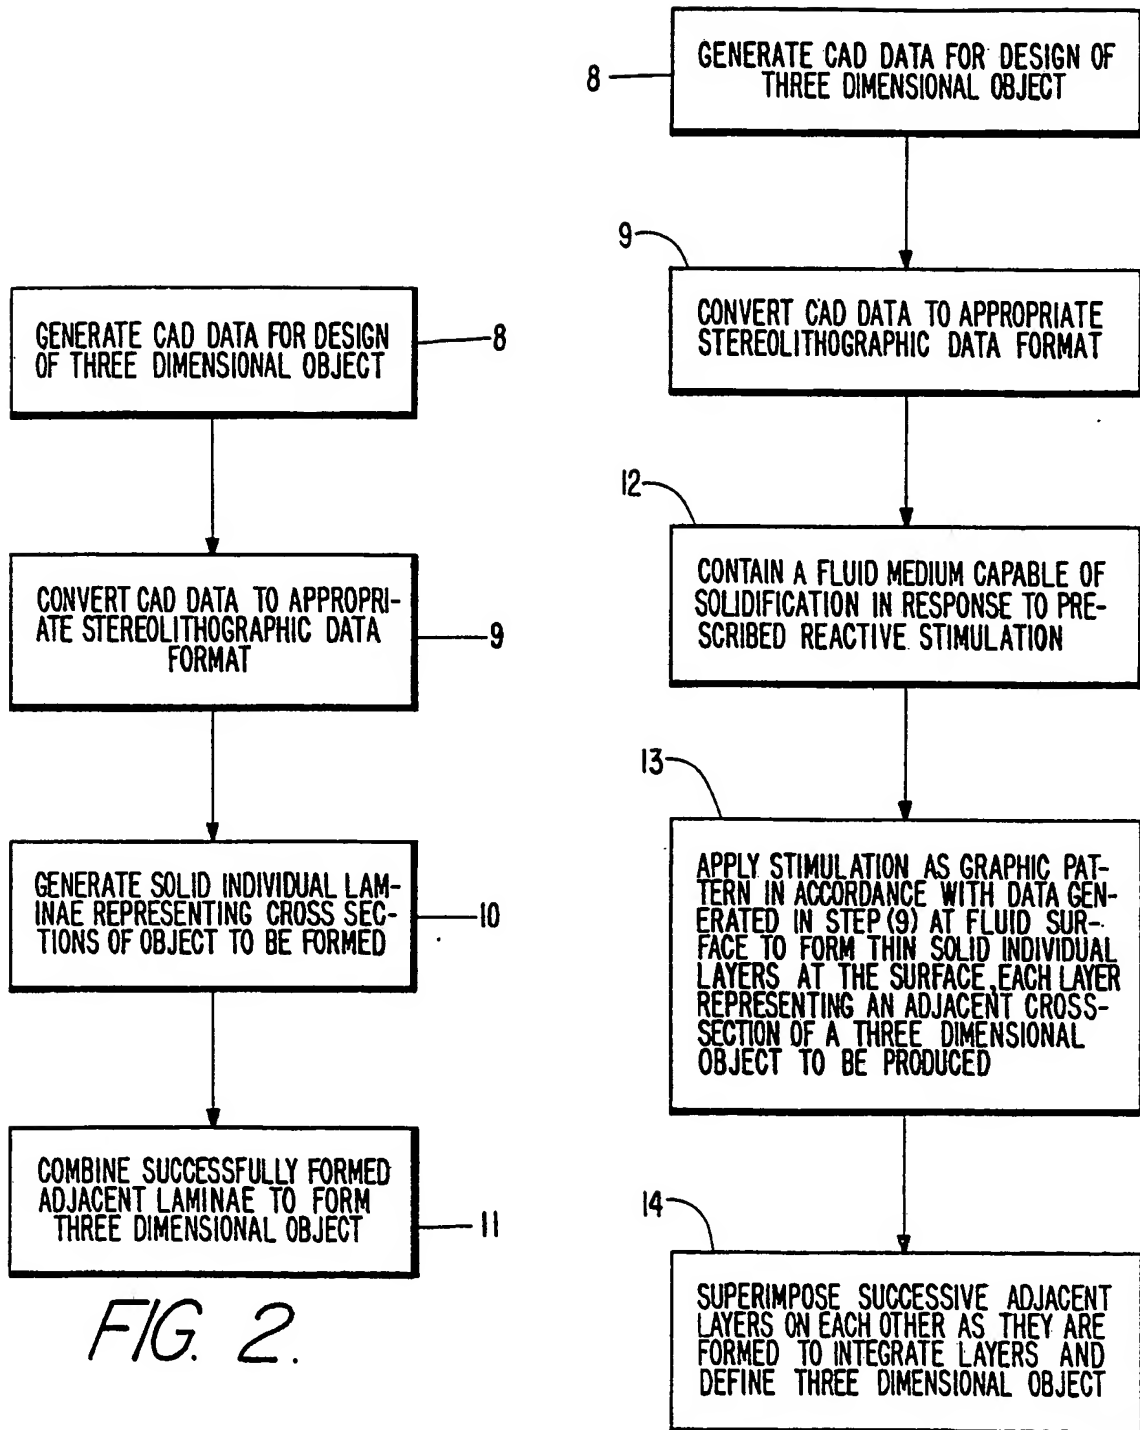 GENERATE CAD DATA FOR DESIGN
OF THREE DIMENSIONAL OBJECT
8
CONVERT CAD DATA TO APPROPRI-
ATE STEREOLITHOGRAPHIC DATA
FORMAT
9
GENERATE SOLID INDIVIDUAL LAM-
INAE REPRESENTING CROSS SEC-
TIONS OF OBJECT TO BE FORMED
10
COMBINE SUCCESSFULLY FORMED
ADJACENT LAMINAE TO FORM
THREE DIMENSIONAL OBJECT
11
FIG. 2.
8
GENERATE CAD DATA FOR DESIGN OF
THREE DIMENSIONAL OBJECT
9
CONVERT CAD DATA TO APPROPRIATE
STEREOLITHOGRAPHIC DATA FORMAT
12
CONTAIN A FLUID MEDIUM CAPABLE OF
SOLIDIFICATION IN RESPONSE TO PRE-
SCRIBED REACTIVE STIMULATION
13
APPLY STIMULATION AS GRAPHIC PAT-
TERN IN ACCORDANCE WITH DATA GEN-
ERATED IN STEP (9) AT FLUID SUR-
FACE TO FORM THIN SOLID INDIVIDUAL
LAYERS AT THE SURFACE, EACH LAYER
REPRESENTING AN ADJACENT CROSS-
SECTION OF A THREE DIMENSIONAL
OBJECT TO BE PRODUCED
14
SUPERIMPOSE SUCCESSIVE ADJACENT
LAYERS ON EACH OTHER AS THEY ARE
FORMED TO INTEGRATE LAYERS AND
DEFINE THREE DIMENSIONAL OBJECT